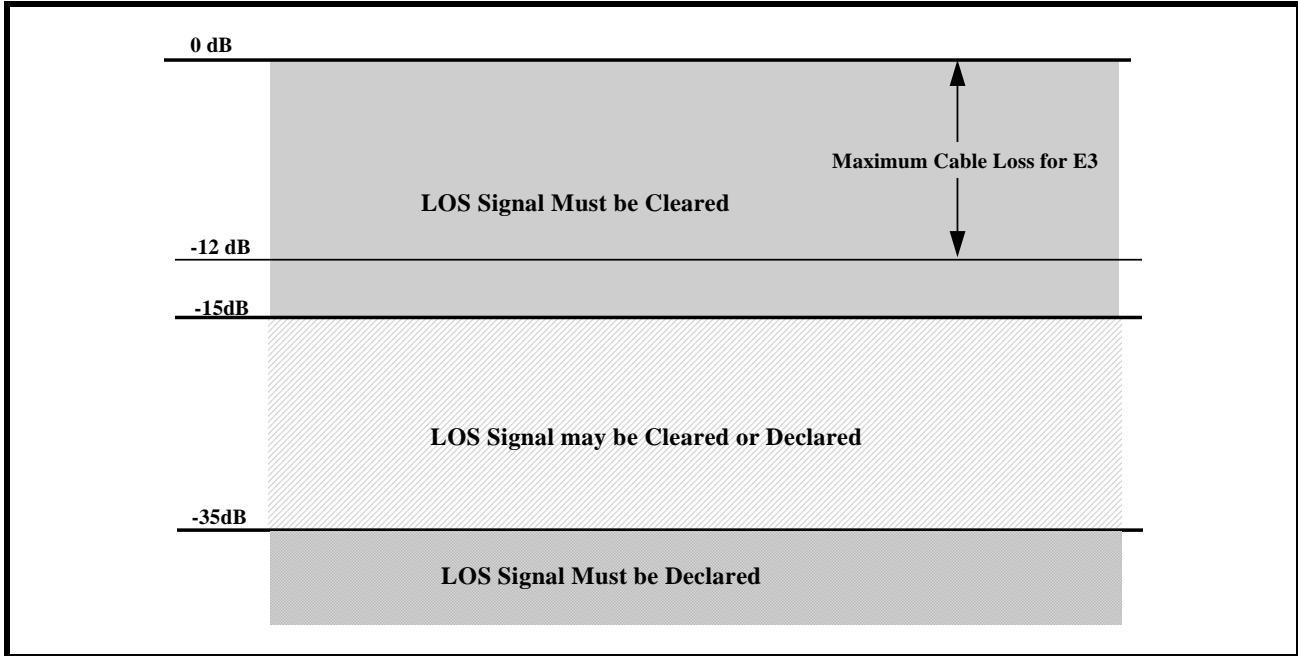 0 dB
Maximum Cable Loss for E3
LOS Signal Must be Cleared
-12 dB
-15dB
LOS Signal may be Cleared or Declared
-35dB
LOS Signal Must be Declared